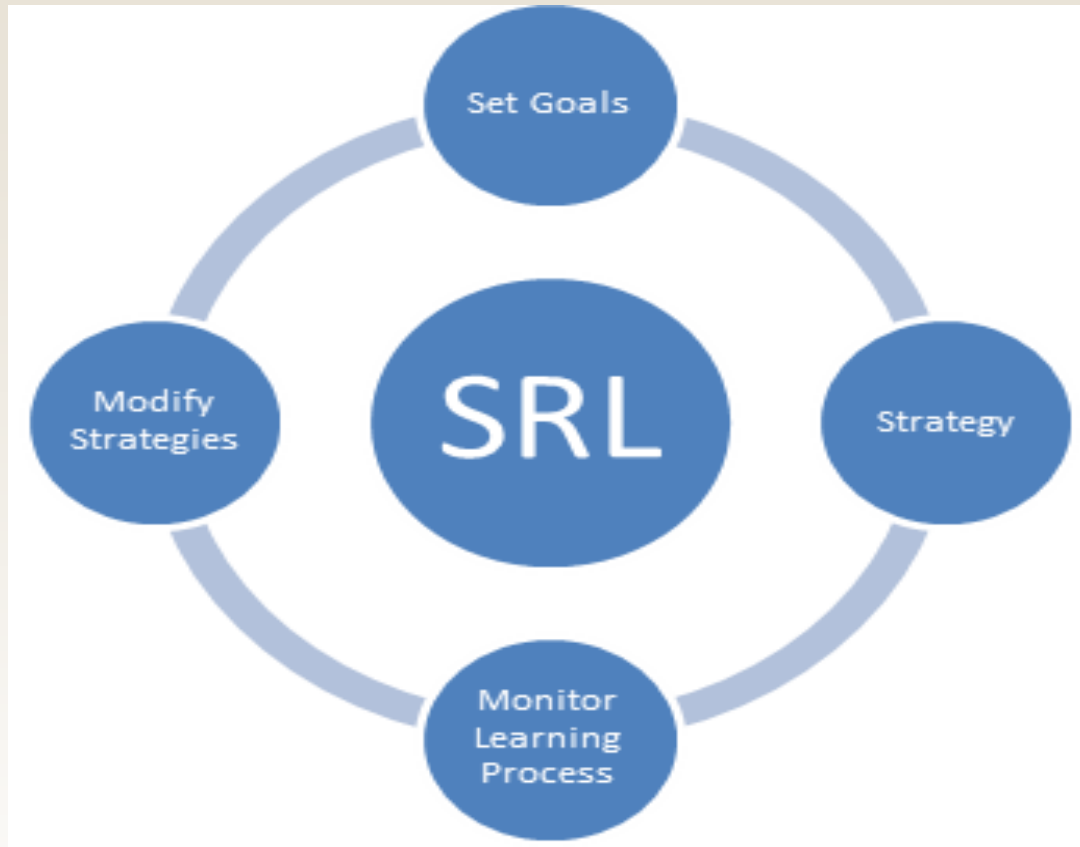 Set Goals
Modify
Strategies
SRL
Strategy
Monitor
Learning
Process